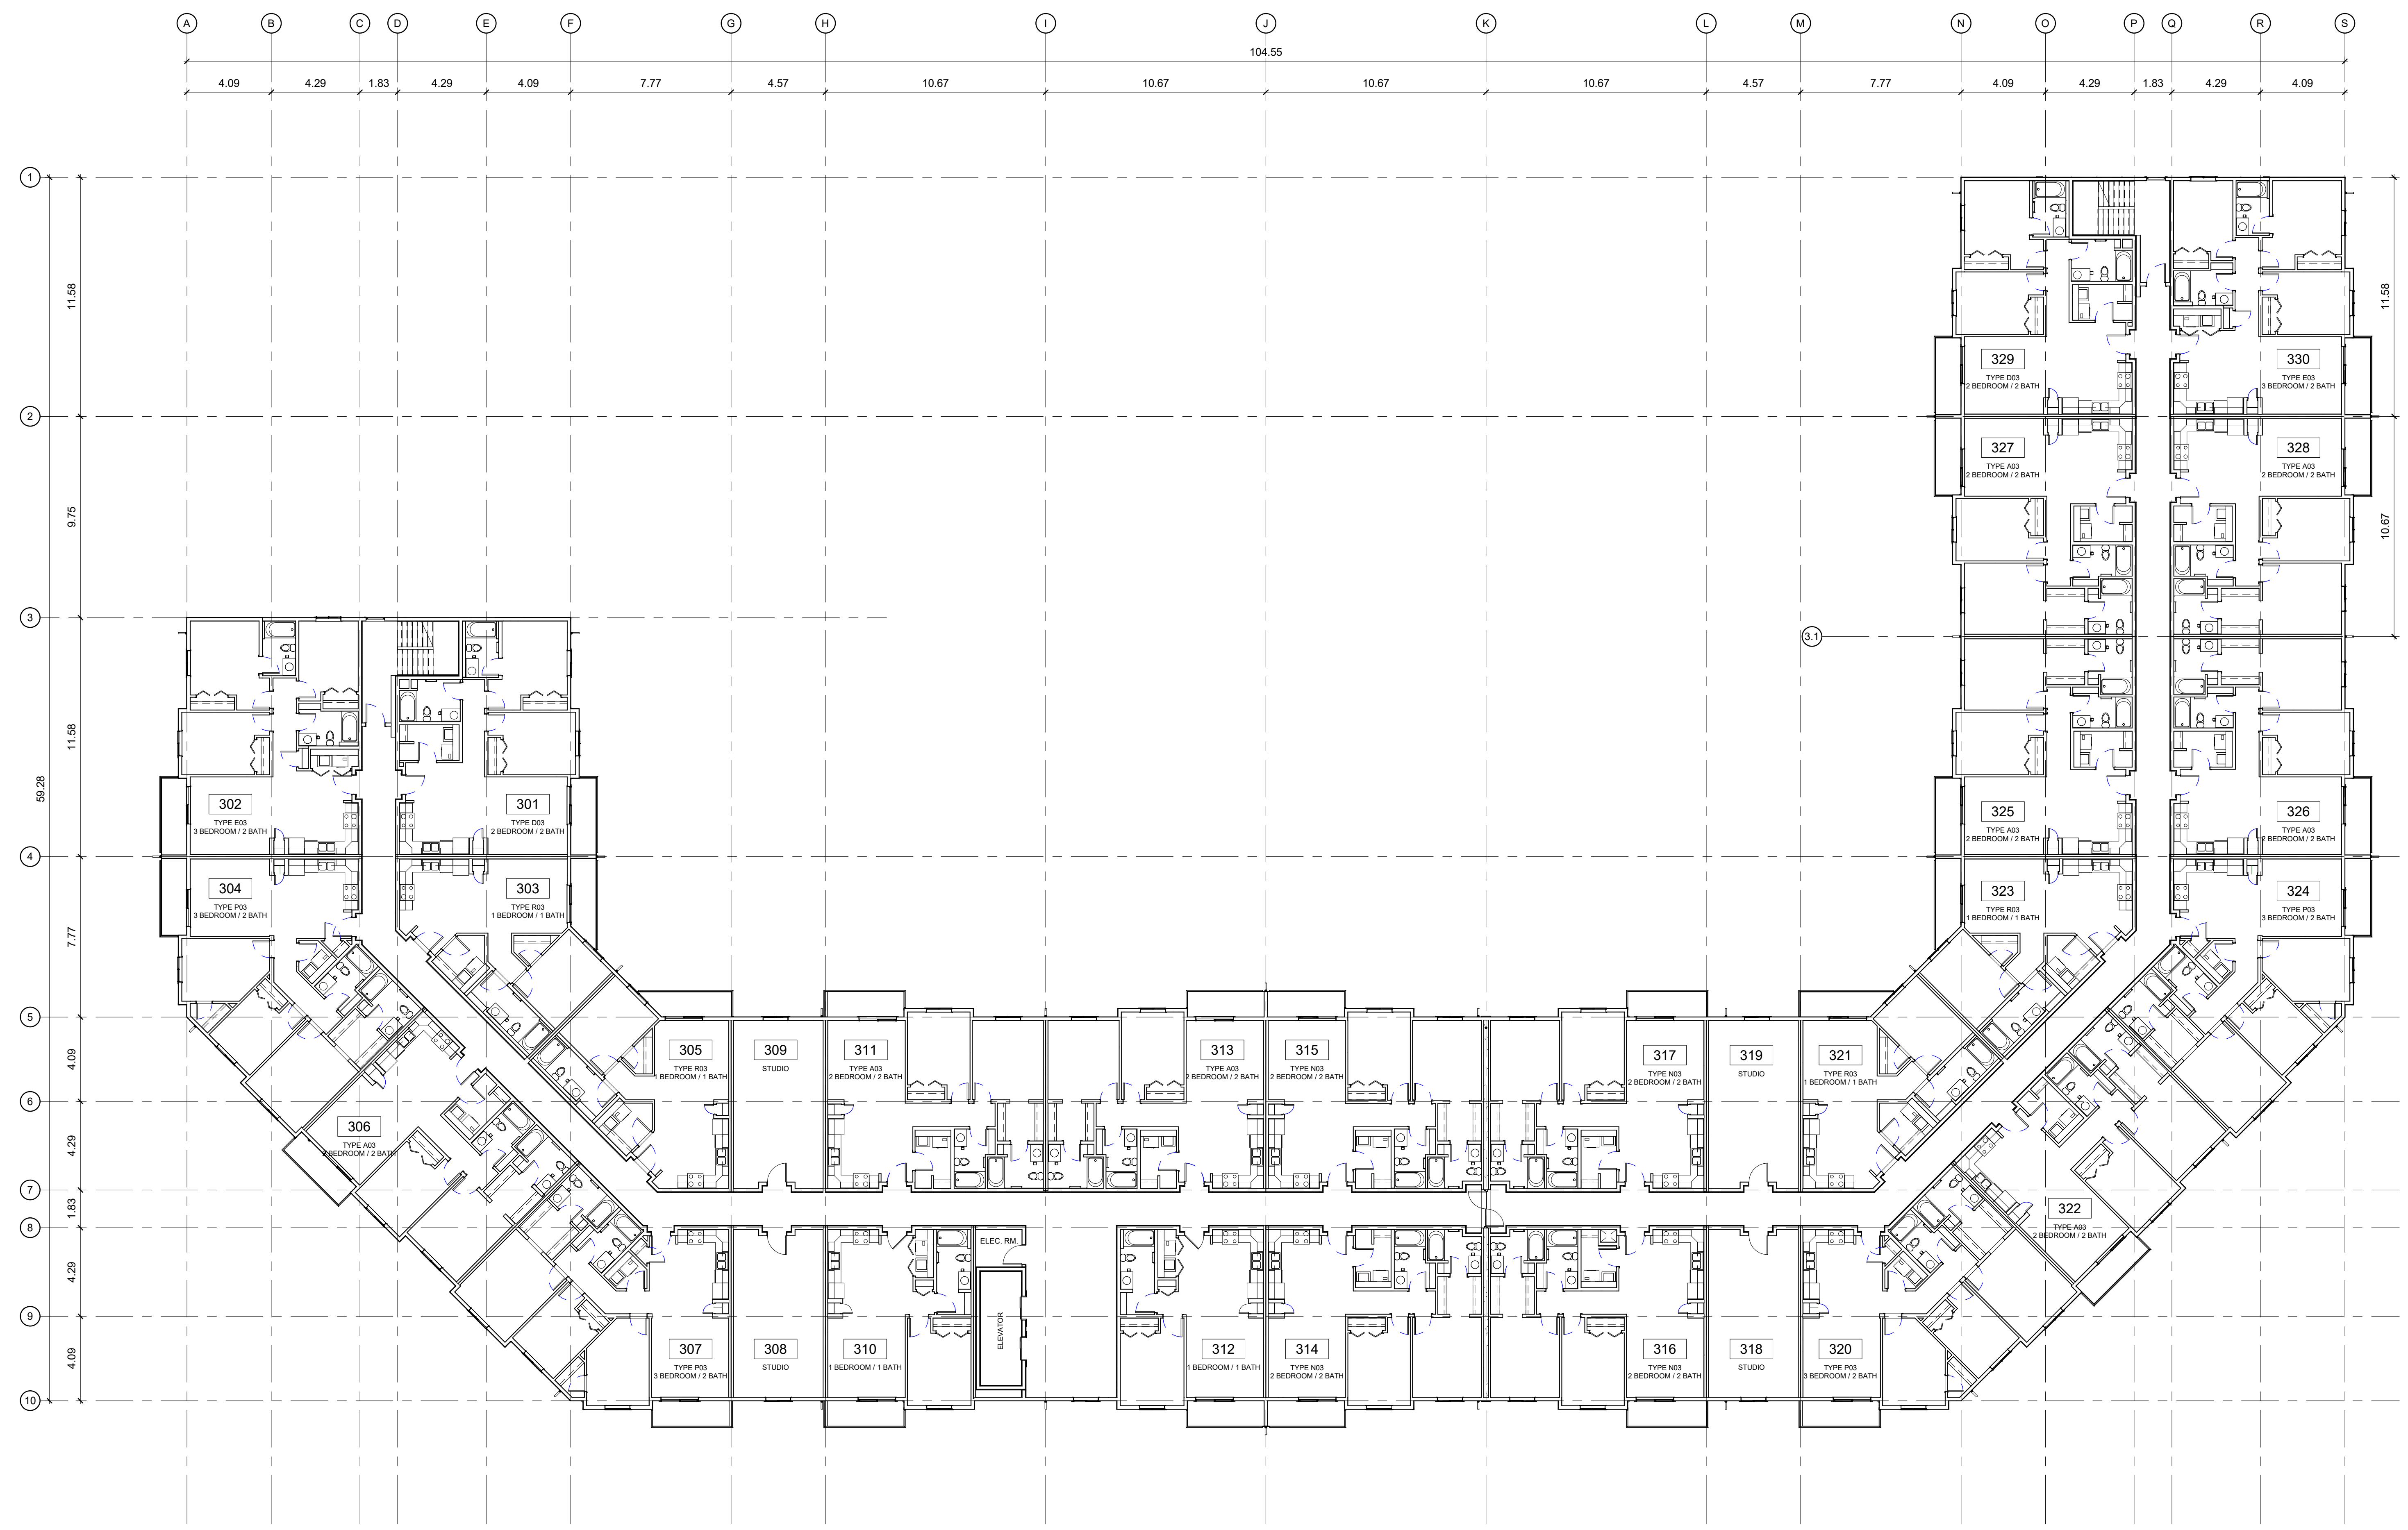 A B C D E F G H I J K L M N O P Q R S
104.55
4.09 4.29 1.83 4.29 4.09 7.77 4.57 10.67 10.67 10.67 10.67 4.57 7.77 4.09 4.29 1.83 4.29 4.09
1
11.58
11.58
329
TYPE D03
2 BEDROOM / 2 BATH
330
TYPE E03
3 BEDROOM / 2 BATH
2
327
TYPE A03
2 BEDROOM / 2 BATH
328
TYPE A03
2 BEDROOM / 2 BATH
9.75
10.67
3
3.1
11.58
59.28
302
TYPE E03
3 BEDROOM / 2 BATH
301
TYPE D03
2 BEDROOM / 2 BATH
325
TYPE A03
2 BEDROOM / 2 BATH
326
TYPE A03
2 BEDROOM / 2 BATH
4
304
TYPE P03
3 BEDROOM / 2 BATH
303
TYPE R03
1 BEDROOM / 1 BATH
323
TYPE R03
1 BEDROOM / 1 BATH
324
TYPE P03
3 BEDROOM / 2 BATH
7.77
5
4.09
305
TYPE R03
1 BEDROOM / 1 BATH
309
STUDIO
311
TYPE A03
2 BEDROOM / 2 BATH
313
TYPE A03
2 BEDROOM / 2 BATH
315
TYPE N03
2 BEDROOM / 2 BATH
317
TYPE N03
2 BEDROOM / 2 BATH
319
STUDIO
321
TYPE R03
1 BEDROOM / 1 BATH
6
306
TYPE A03
2 BEDROOM / 2 BATH
4.29
7
1.83
322
TYPE A03
2 BEDROOM / 2 BATH
8
ELEC. RM.
4.29
9
ELEVATOR
4.09
307
TYPE P03
3 BEDROOM / 2 BATH
308
STUDIO
310
1 BEDROOM / 1 BATH
312
1 BEDROOM / 1 BATH
314
TYPE N03
2 BEDROOM / 2 BATH
316
TYPE N03
2 BEDROOM / 2 BATH
318
STUDIO
320
TYPE P03
3 BEDROOM / 2 BATH
10